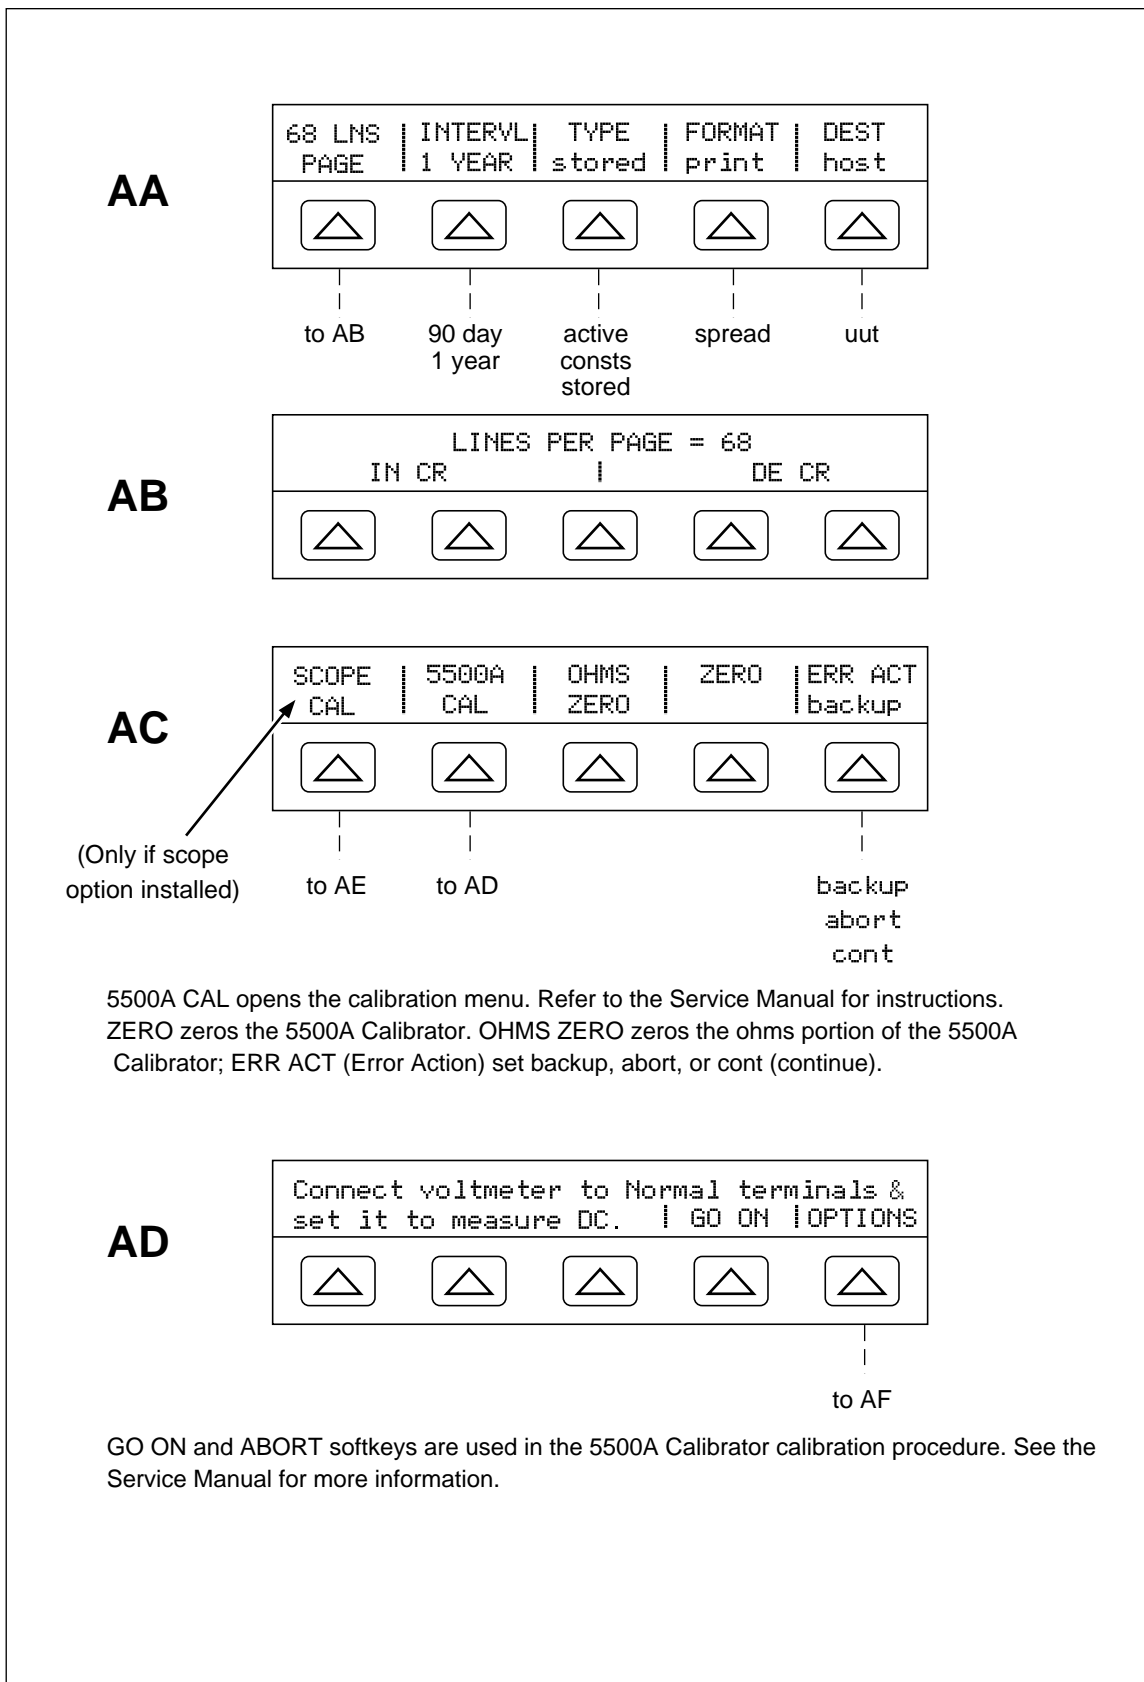 AA
68 LNS | INTERVL | TYPE | FORMAT | DEST
PAGE | 1 YEAR | stored | print | host
to AB
90 day
1 year
active
consts
stored
spread
uut
AB
LINES PER PAGE = 68
IN CR | DE CR
AC
SCOPE | 5500A | OHMS | ZERO | ERR ACT
CAL | CAL | ZERO | | backup
(Only if scope
option installed)
to AE
to AD
backup
abort
cont
5500A CAL opens the calibration menu. Refer to the Service Manual for instructions.
ZERO zeros the 5500A Calibrator. OHMS ZERO zeros the ohms portion of the 5500A
Calibrator; ERR ACT (Error Action) set backup, abort, or cont (continue).
AD
Connect voltmeter to Normal terminals &
set it to measure DC. | GO ON | OPTIONS
to AF
GO ON and ABORT softkeys are used in the 5500A Calibrator calibration procedure. See the
Service Manual for more information.